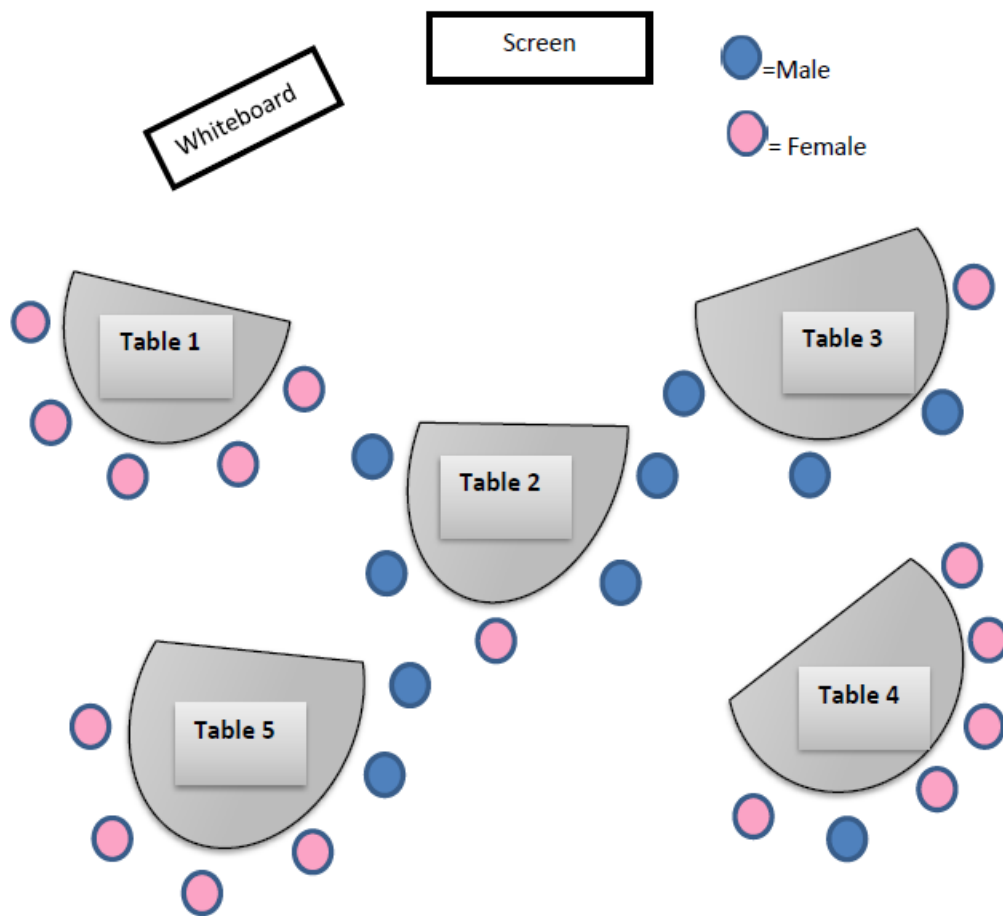 Screen
=Male
Whiteboard
= Female
Table 1
Table 3
Table 2
Table 4
Table 5